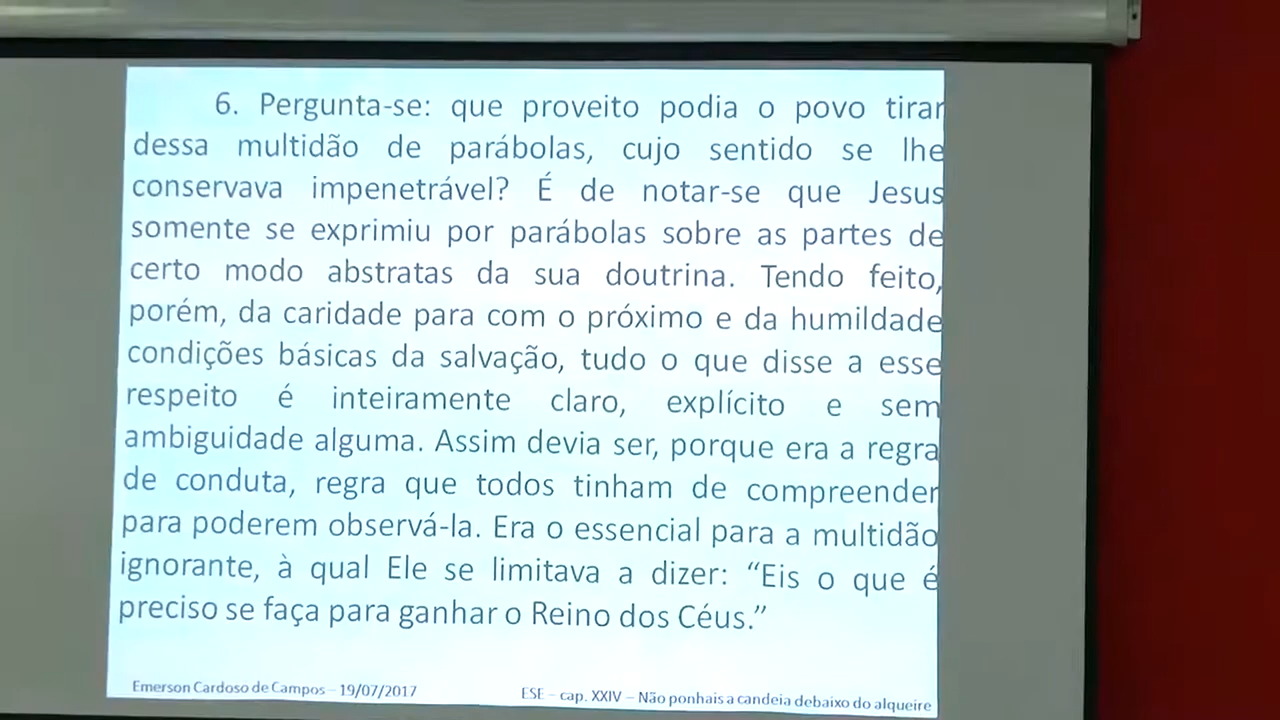 6. Pergunta-se: que proveito podia o povo tirar
dessa multidão de parábolas, cujo sentido se lhe
conservava impenetrável? É de notar-se que Jesus
somente se exprimiu por parábolas sobre as partes de
certo modo abstratas da sua doutrina. Tendo feito,
porém, da caridade para com o próximo e da humildade
condições básicas da salvação, tudo o que disse a esse
respeito é inteiramente claro, explícito e sem
ambiguidade alguma. Assim devia ser, porque era a regra
de conduta, regra que todos tinham de compreender
para poderem observá-la. Era o essencial para a multidão
ignorante, à qual Ele se limitava a dizer: “Eis o que é
preciso se faça para ganhar o Reino dos Céus.”
Emerson Cardoso de Campos – 19/07/2017
ESE – cap. XXIV – Não ponhais a candeia debaixo do alqueire